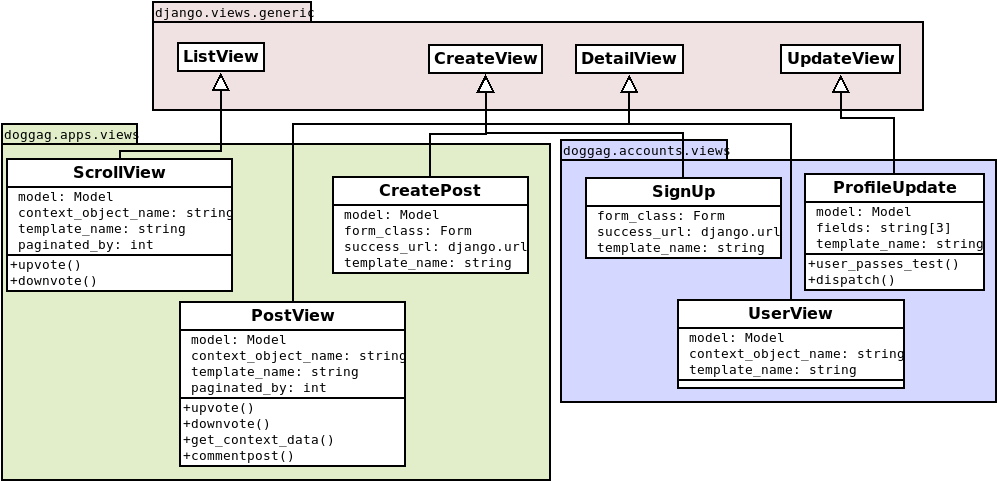 django.views.generic
ListView
CreateView
DetailView
UpdateView
doggag.apps.views
ScrollView
model: Model
context_object_name: string
template_name: string
paginated_by: int
+upvote()
+downvote()
CreatePost
model: Model
form_class: Form
success_url: django.url
template_name: string
PostView
model: Model
context_object_name: string
template_name: string
paginated_by: int
+upvote()
+downvote()
+get_context_data()
+commentpost()
doggag.accounts.views
SignUp
form_class: Form
success_url: django.url
template_name: string
ProfileUpdate
model: Model
fields: string[3]
template_name: string
+user_passes_test()
+dispatch()
UserView
model: Model
context_object_name: string
template_name: string